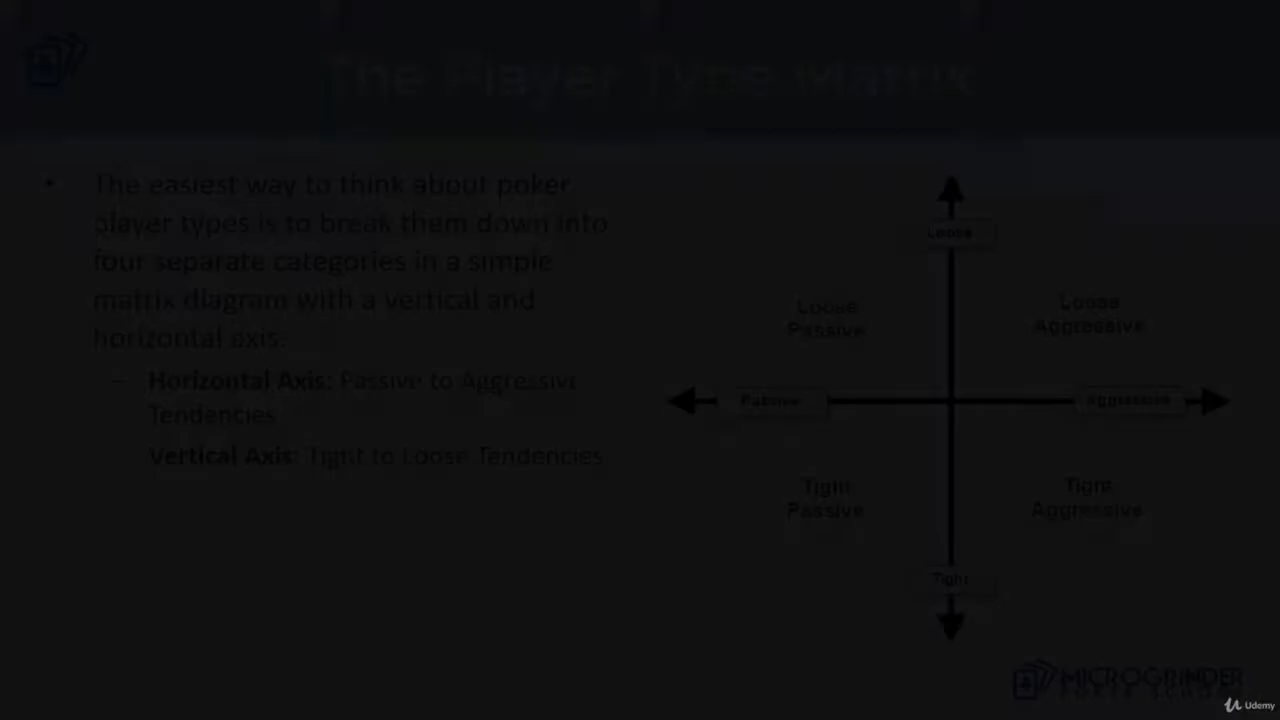 The Player Type Matrix
• The easiest way to think about poker
player types is to break them down into
four separate categories in a simple
matrix diagram with a vertical and
horizontal axis:
– Horizontal Axis: Passive to Aggressive
Tendencies
Vertical Axis: Tight to Loose Tendencies
Loose
Loose
Passive
Loose
Aggressive
Passive
Aggressive
Tight
Passive
Tight
Aggressive
Tight
MICROGRINDER
POKER SCHOOL
Udemy